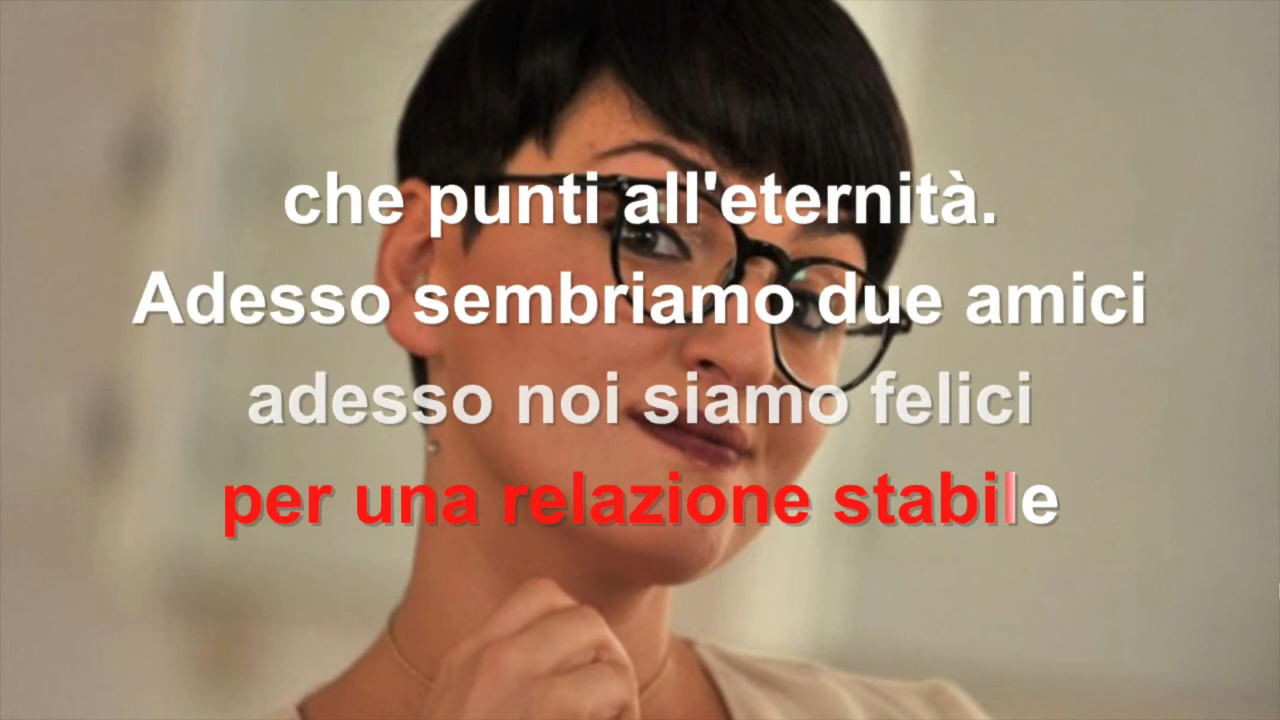 che punti all'eternità.
Adesso sembriamo due amici
adesso noi siamo felici
per una relazione stabile